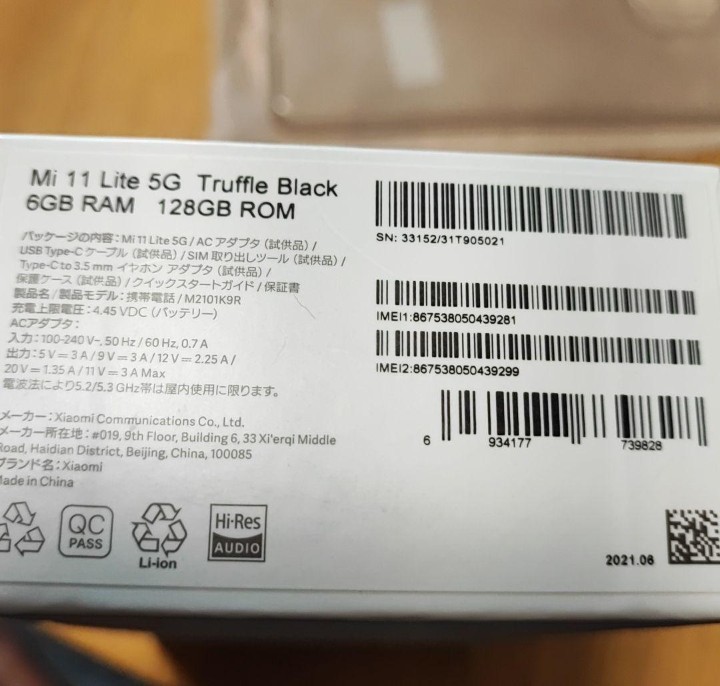 Mi 11 Lite 5G Truffle Black
6GB RAM 128GB ROM
パッケージの内容：Mi 11 Lite 5G / AC アダプタ（試供品）/
USB Type-C ケーブル（試供品）/ SIM 取り出しツール（試供品）/
Type-C to 3.5 mm イヤホン アダプタ（試供品）/
保護ケース（試供品）/ クイックスタートガイド / 保証書
製品名/製品モデル：携帯電話 / M2101K9R
充電上限電圧：4.45 VDC（バッテリー）
ACアダプタ：
入力：100-240 V~, 50 Hz / 60 Hz, 0.7 A
出力：5 V ⎓ 3 A / 9 V ⎓ 3 A / 12 V ⎓ 2.25 A /
20 V ⎓ 1.35 A / 11 V ⎓ 3 A Max
電波法により5.2/5.3 GHz帯は屋内使用に限ります。
メーカー：Xiaomi Communications Co., Ltd.
メーカー所在地：#019, 9th Floor, Building 6, 33 Xi'erqi Middle
Road, Haidian District, Beijing, China, 100085
ブランド名：Xiaomi
Made in China
QC
PASS
Li-ion
Hi-Res
AUDIO
SN: 33152/31T905021
IMEI1:867538050439281
IMEI2:867538050439299
6 934177 739828
2021.06